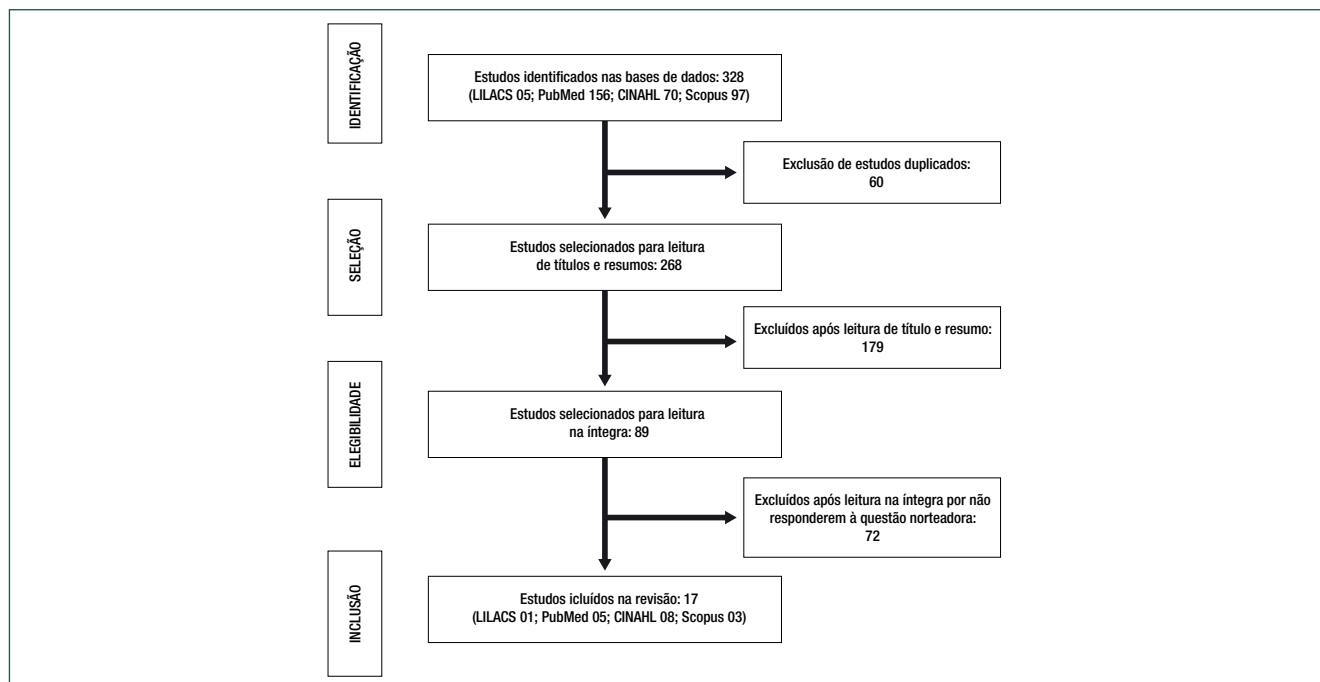 IDENTIFICAÇÃO
Estudos identificados nas bases de dados: 328
(LILACS 05; PubMed 156; CINAHL 70; Scopus 97)
Exclusão de estudos duplicados:
60
SELEÇÃO
Estudos selecionados para leitura
de títulos e resumos: 268
Excluídos após leitura de título e resumo:
179
ELEGIBILIDADE
Estudos selecionados para leitura
na íntegra: 89
Excluídos após leitura na íntegra por não
responderem à questão norteadora:
72
INCLUSÃO
Estudos icluídos na revisão: 17
(LILACS 01; PubMed 05; CINAHL 08; Scopus 03)